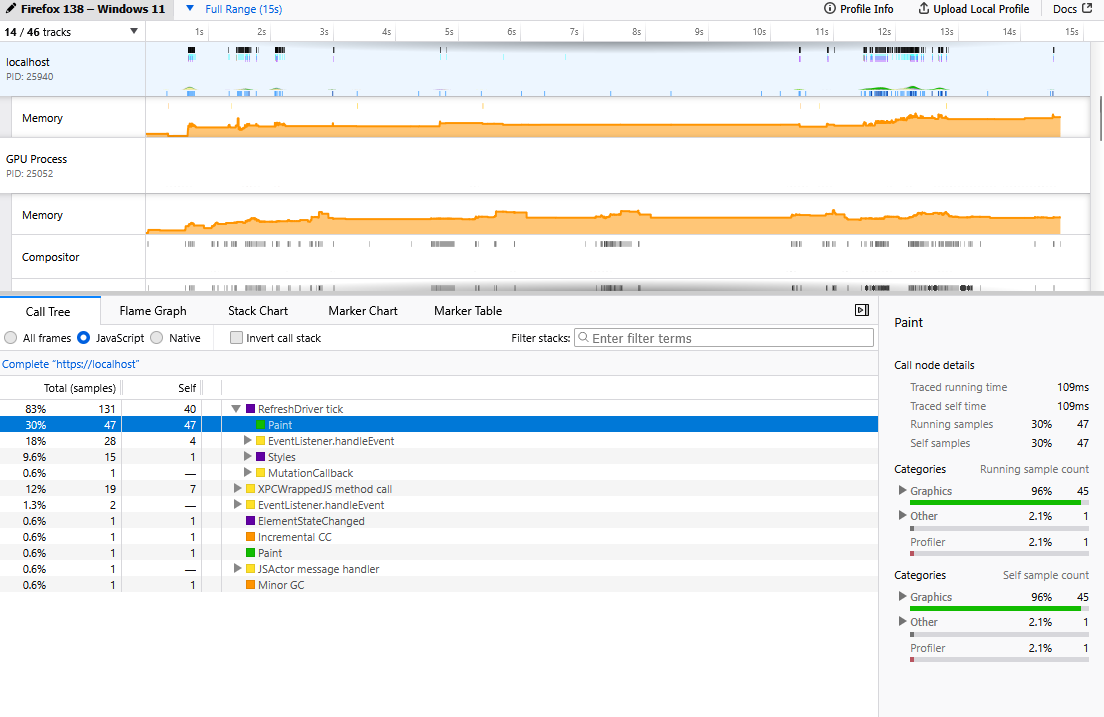 Firefox 138 – Windows 11
Full Range (15s)
Profile Info
Upload Local Profile
Docs
14 / 46 tracks
1s 2s 3s 4s 5s 6s 7s 8s 9s 10s 11s 12s 13s 14s 15s
localhost
PID: 25940
Memory
GPU Process
PID: 25052
Memory
Compositor
Call Tree Flame Graph Stack Chart Marker Chart Marker Table
All frames JavaScript Native Invert call stack Filter stacks: Enter filter terms
Complete “https://localhost”
Total (samples) Self
83% 131 40 RefreshDriver tick
30% 47 47 Paint
18% 28 4 EventListener.handleEvent
9.6% 15 1 Styles
0.6% 1 — MutationCallback
12% 19 7 XPCWrappedJS method call
1.3% 2 — EventListener.handleEvent
0.6% 1 1 ElementStateChanged
0.6% 1 1 Incremental CC
0.6% 1 1 Paint
0.6% 1 — JSActor message handler
0.6% 1 1 Minor GC
Paint
Call node details
Traced running time 109ms
Traced self time 109ms
Running samples 30% 47
Self samples 30% 47
Categories Running sample count
Graphics 96% 45
Other 2.1% 1
Profiler 2.1% 1
Categories Self sample count
Graphics 96% 45
Other 2.1% 1
Profiler 2.1% 1